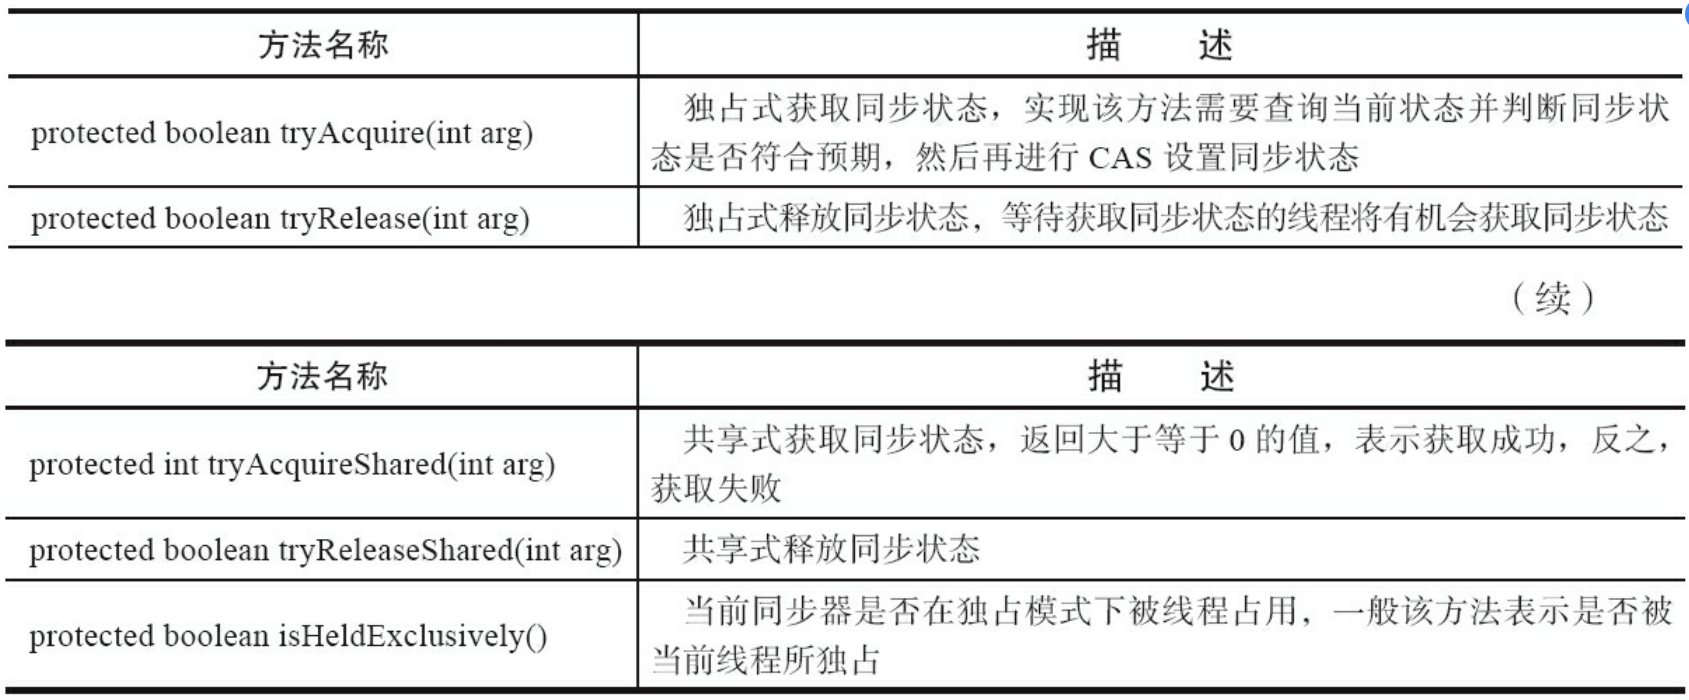 方法名称 描 述
protected boolean tryAcquire(int arg) 独占式获取同步状态，实现该方法需要查询当前状态并判断同步状
态是否符合预期，然后再进行 CAS 设置同步状态
protected boolean tryRelease(int arg) 独占式释放同步状态，等待获取同步状态的线程将有机会获取同步状态
（续）
方法名称 描 述
protected int tryAcquireShared(int arg) 共享式获取同步状态，返回大于等于 0 的值，表示获取成功，反之，
获取失败
protected boolean tryReleaseShared(int arg) 共享式释放同步状态
protected boolean isHeldExclusively() 当前同步器是否在独占模式下被线程占用，一般该方法表示是否被
当前线程所独占